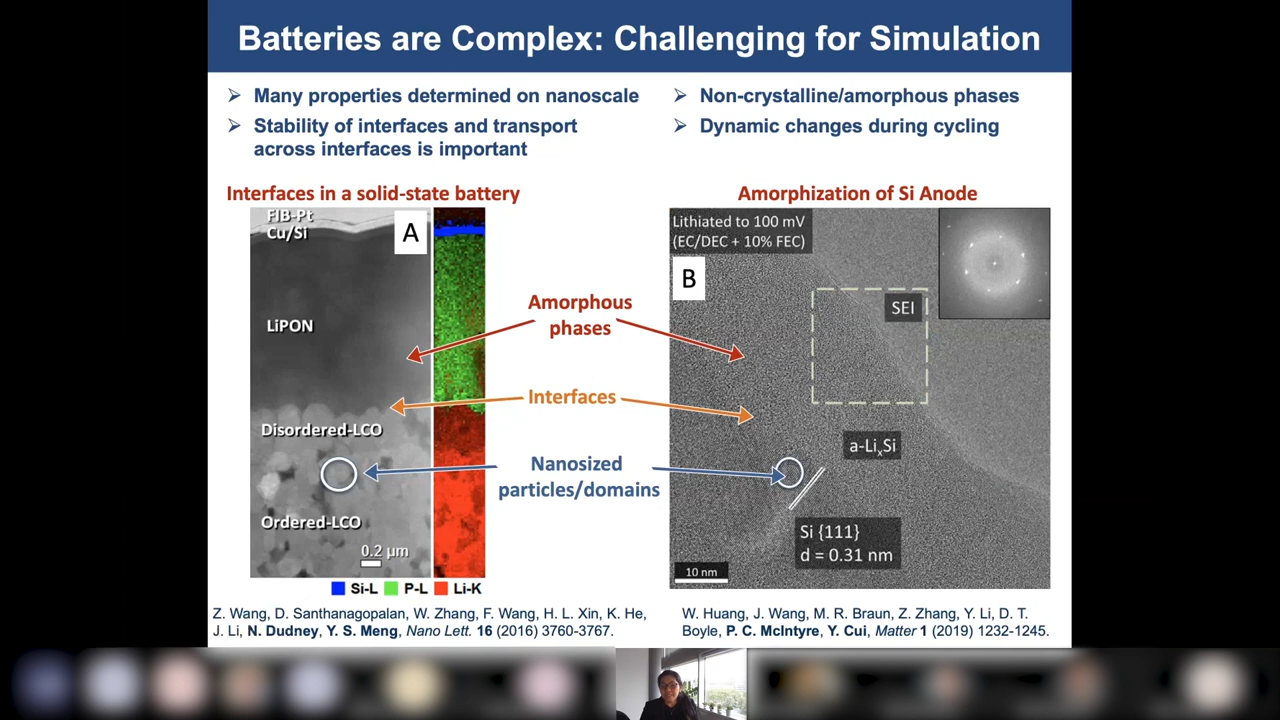 Batteries are Complex: Challenging for Simulation
➢ Many properties determined on nanoscale
➢ Stability of interfaces and transport
across interfaces is important
➢ Non-crystalline/amorphous phases
➢ Dynamic changes during cycling
Interfaces in a solid-state battery
FIB-Pt
Cu/Si
A
LiPON
Disordered-LCO
Ordered-LCO
0.2 µm
Si-L P-L Li-K
Amorphous
phases
Interfaces
Nanosized
particles/domains
Amorphization of Si Anode
Lithiated to 100 mV
(EC/DEC + 10% FEC)
B
SEI
a-LiₓSi
Si {111}
d = 0.31 nm
10 nm
Z. Wang, D. Santhanagopalan, W. Zhang, F. Wang, H. L. Xin, K. He,
J. Li, N. Dudney, Y. S. Meng, Nano Lett. 16 (2016) 3760-3767.
W. Huang, J. Wang, M. R. Braun, Z. Zhang, Y. Li, D. T.
Boyle, P. C. McIntyre, Y. Cui, Matter 1 (2019) 1232-1245.